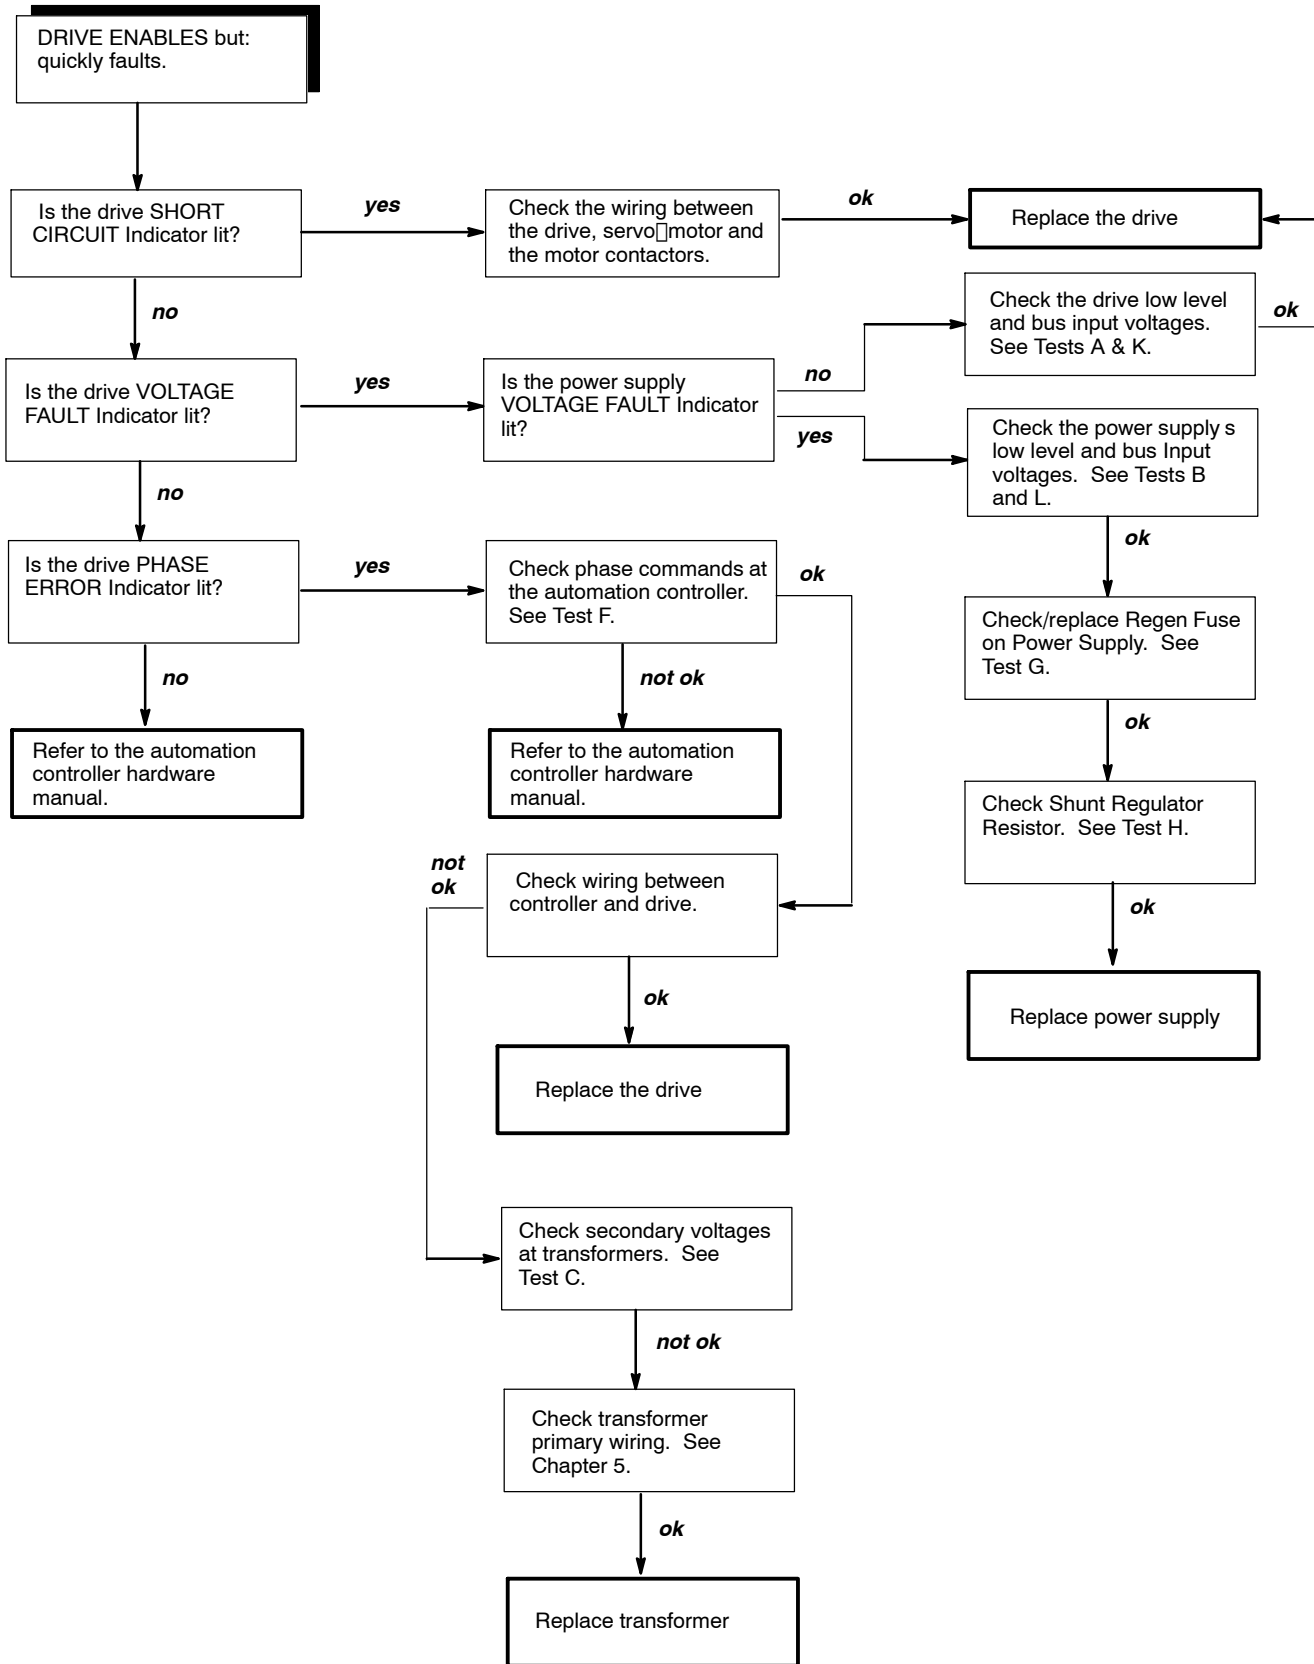 DRIVE ENABLES but:
quickly faults.
Is the drive SHORT
CIRCUIT Indicator lit?
yes
Check the wiring between
the drive, servo□motor and
the motor contactors.
ok
Replace the drive
no
Check the drive low level
and bus input voltages.
See Tests A & K.
ok
Is the drive VOLTAGE
FAULT Indicator lit?
yes
Is the power supply
VOLTAGE FAULT Indicator
lit?
no
yes
Check the power supply s
low level and bus Input
voltages. See Tests B
and L.
no
ok
Is the drive PHASE
ERROR Indicator lit?
yes
Check phase commands at
the automation controller.
See Test F.
ok
Check/replace Regen Fuse
on Power Supply. See
Test G.
no
not ok
ok
Refer to the automation
controller hardware
manual.
Refer to the automation
controller hardware
manual.
Check Shunt Regulator
Resistor. See Test H.
not
ok
Check wiring between
controller and drive.
ok
ok
Replace power supply
Replace the drive
Check secondary voltages
at transformers. See
Test C.
not ok
Check transformer
primary wiring. See
Chapter 5.
ok
Replace transformer